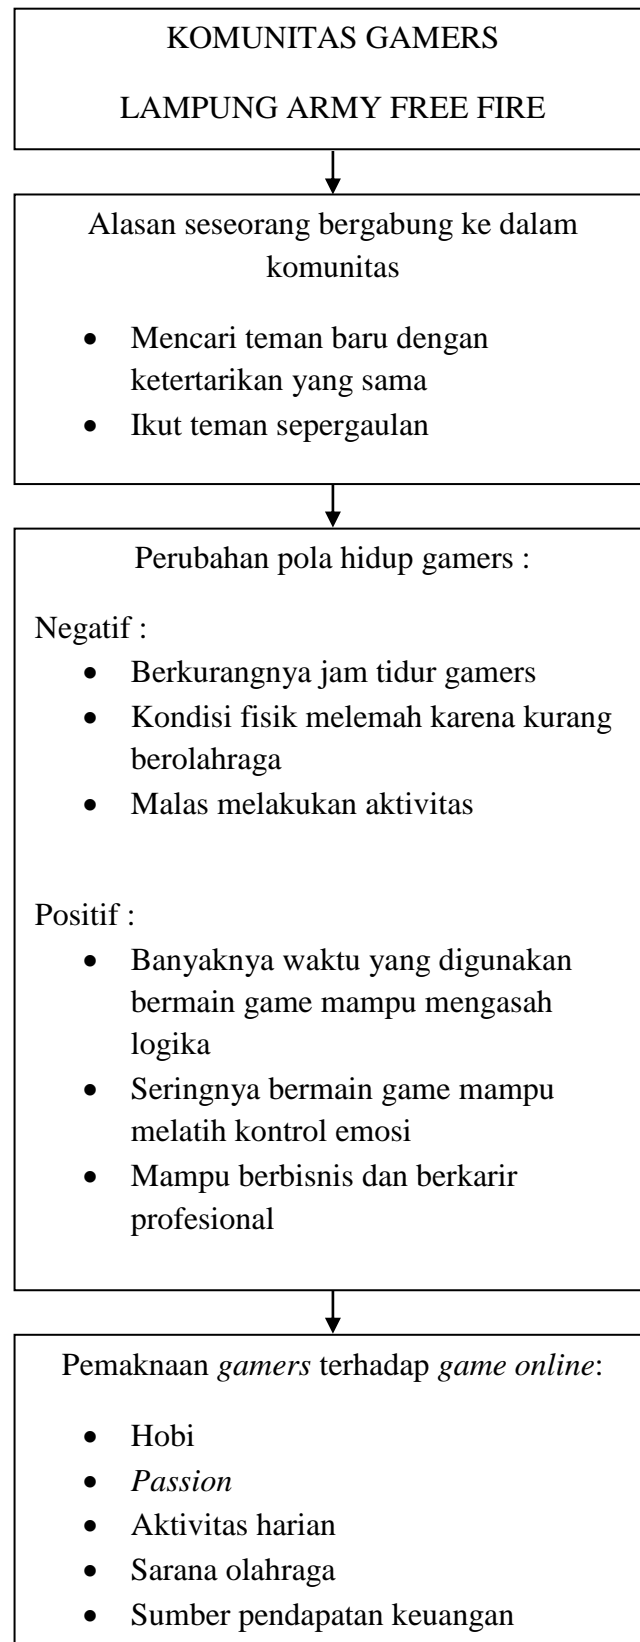 KOMUNITAS GAMERS
LAMPUNG ARMY FREE FIRE
Alasan seseorang bergabung ke dalam
komunitas
• Mencari teman baru dengan
ketertarikan yang sama
• Ikut teman sepergaulan
Perubahan pola hidup gamers :
Negatif :
• Berkurangnya jam tidur gamers
• Kondisi fisik melemah karena kurang
berolahraga
• Malas melakukan aktivitas
Positif :
• Banyaknya waktu yang digunakan
bermain game mampu mengasah
logika
• Seringnya bermain game mampu
melatih kontrol emosi
• Mampu berbisnis dan berkarir
profesional
Pemaknaan gamers terhadap game online:
• Hobi
• Passion
• Aktivitas harian
• Sarana olahraga
• Sumber pendapatan keuangan